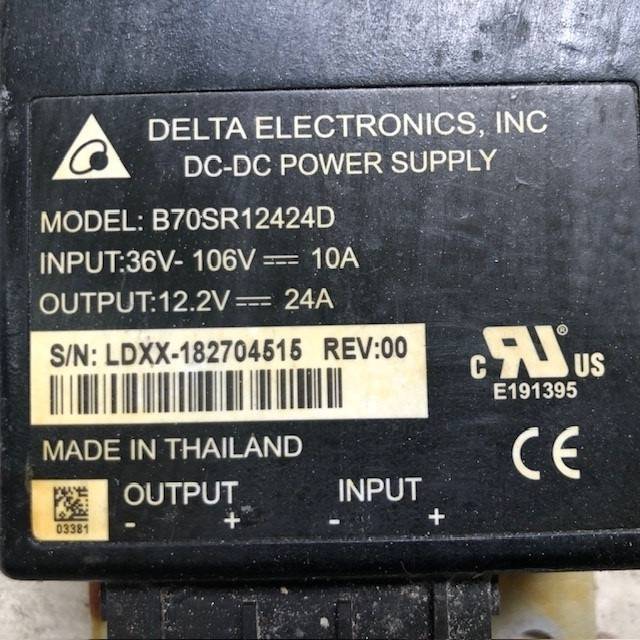 DELTA ELECTRONICS, INC
DC-DC POWER SUPPLY
MODEL: B70SR12424D
INPUT:36V- 106V ⎓ 10A
OUTPUT:12.2V ⎓ 24A
S/N: LDXX-182704515 REV:00
C RU® US
E191395
MADE IN THAILAND
CE
03381
OUTPUT INPUT
- + - +